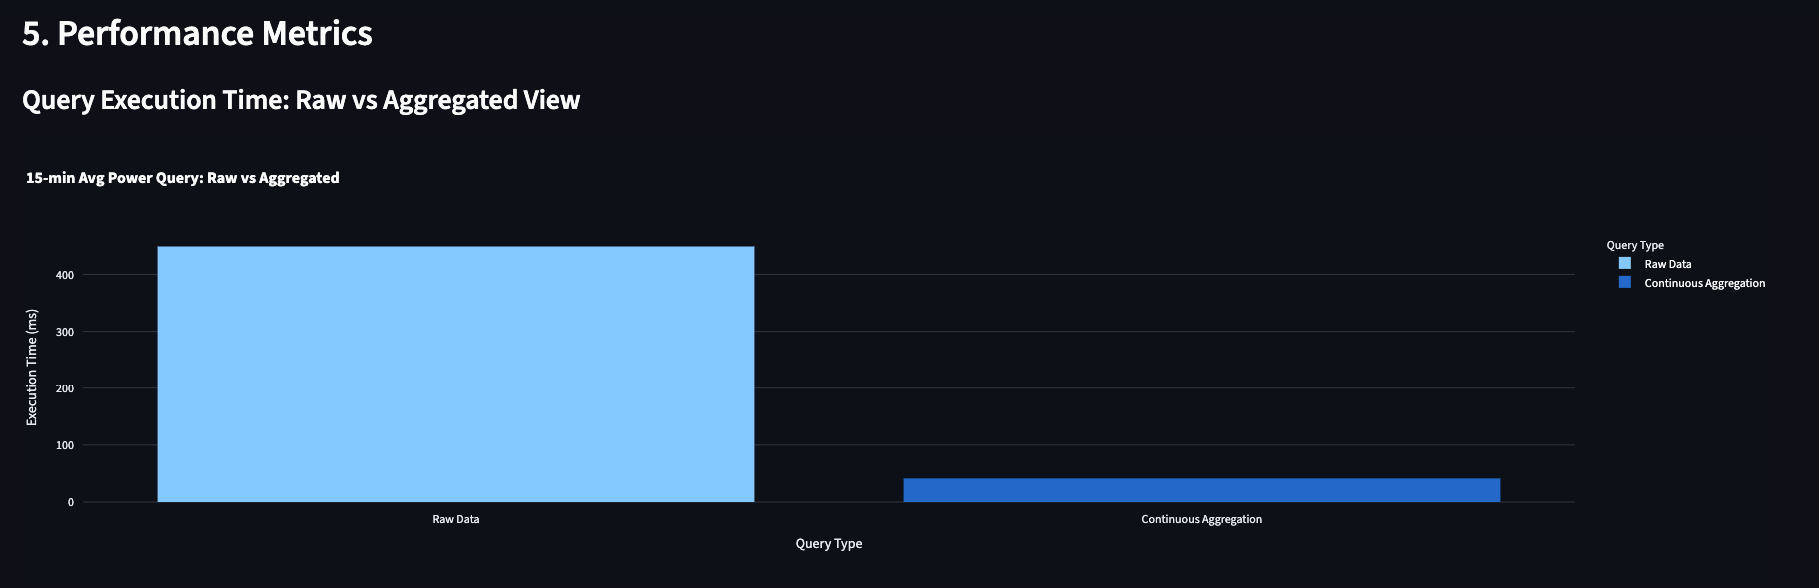 5. Performance Metrics
Query Execution Time: Raw vs Aggregated View
15-min Avg Power Query: Raw vs Aggregated
Query Type
Raw Data
Continuous Aggregation
Execution Time (ms)
400
300
200
100
0
Raw Data
Continuous Aggregation
Query Type